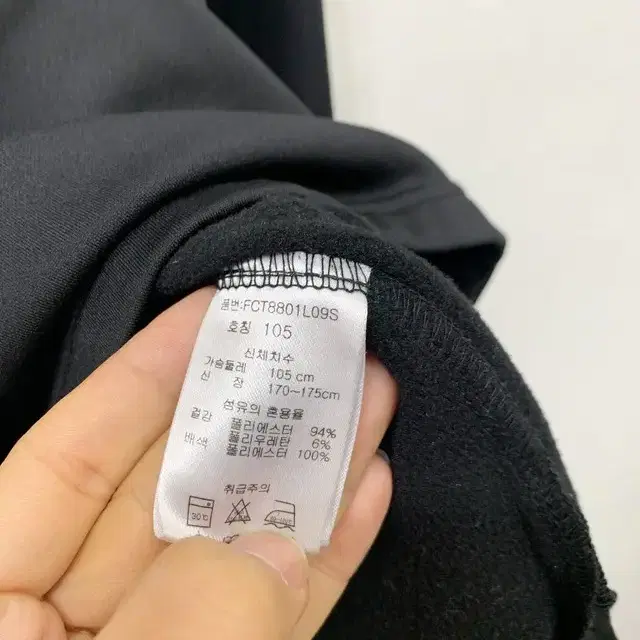 품번:FCT8801L09S
호칭 105
신체치수
가슴둘레 105 cm
신 장 170~175cm
섬유의 혼용율
겉감 폴리에스터 94%
폴리우레탄 6%
배색 폴리에스터 100%
취급주의
30℃